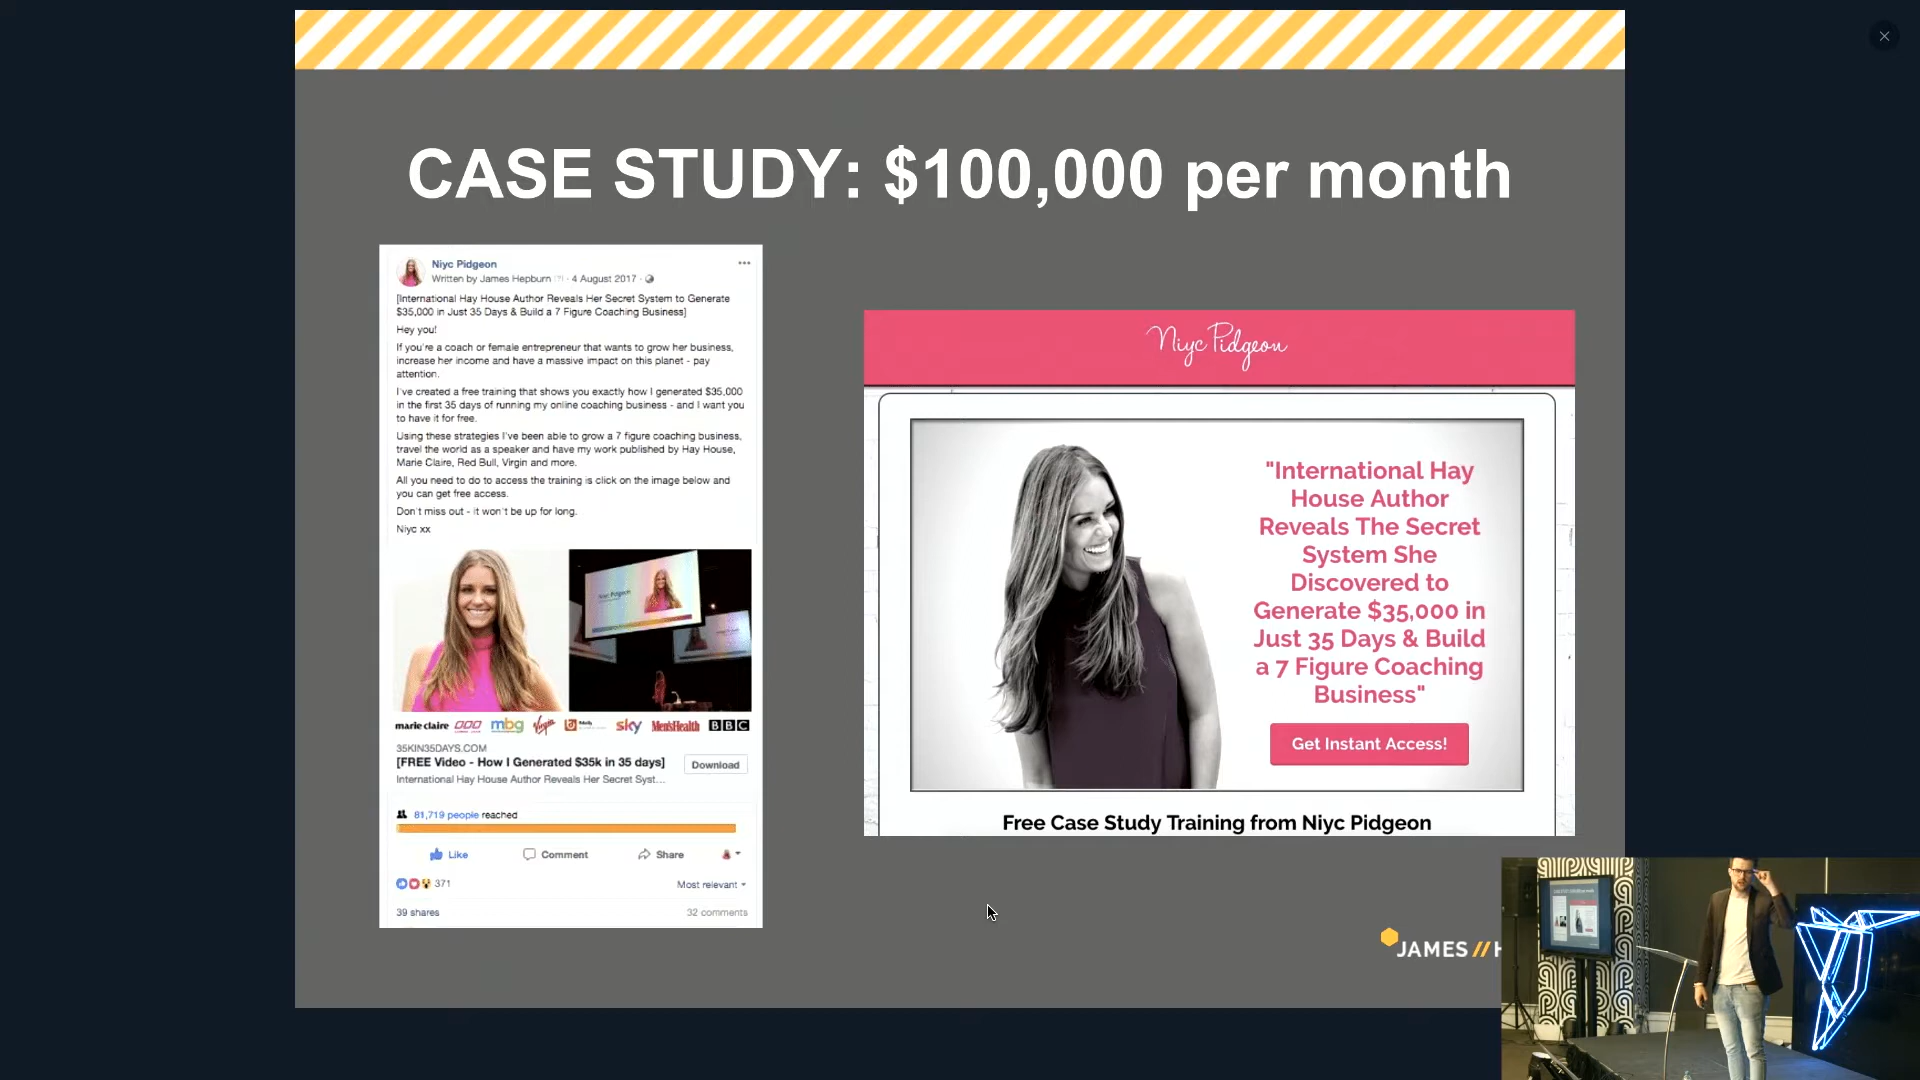 CASE STUDY: $100,000 per month
Niyc Pidgeon
Written by James Hepburn [?] · 4 August 2017 ·
[International Hay House Author Reveals Her Secret System to Generate
$35,000 in Just 35 Days & Build a 7 Figure Coaching Business]
Hey you!
If you're a coach or female entrepreneur that wants to grow her business,
increase her income and have a massive impact on this planet - pay
attention.
I've created a free training that shows you exactly how I generated $35,000
in the first 35 days of running my online coaching business - and I want you
to have it for free.
Using these strategies I've been able to grow a 7 figure coaching business,
travel the world as a speaker and have my work published by Hay House,
Marie Claire, Red Bull, Virgin and more.
All you need to do to access the training is click on the image below and
you can get free access.
Don't miss out - it won't be up for long.
Niyc xx
Niyc Pidgeon
marie claire mbg Virgin sky Men'sHealth BBC
35KIN35DAYS.COM
[FREE Video - How I Generated $35k in 35 days]
Download
International Hay House Author Reveals Her Secret Syst...
81,719 people reached
Like Comment Share
371
Most relevant
39 shares
32 comments
Niyc Pidgeon
"International Hay
House Author
Reveals The Secret
System She
Discovered to
Generate $35,000 in
Just 35 Days & Build
a 7 Figure Coaching
Business"
Get Instant Access!
Free Case Study Training from Niyc Pidgeon
JAMES // H